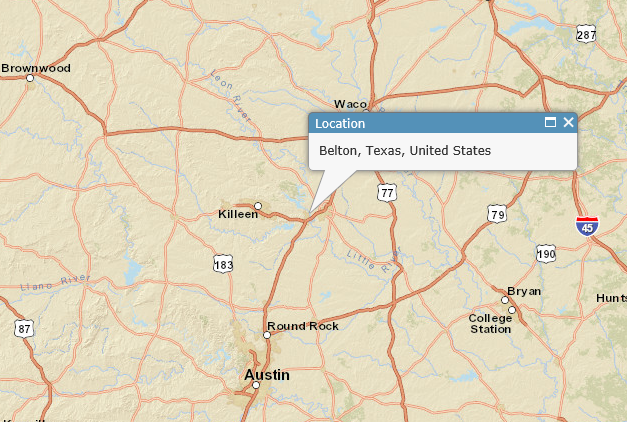 287
Brownwood
Leon River
Waco
Location
Belton, Texas, United States
77
Killeen
79
45
Little River
190
183
Llano River
Bryan
Hunts
College
Station
87
Round Rock
Austin